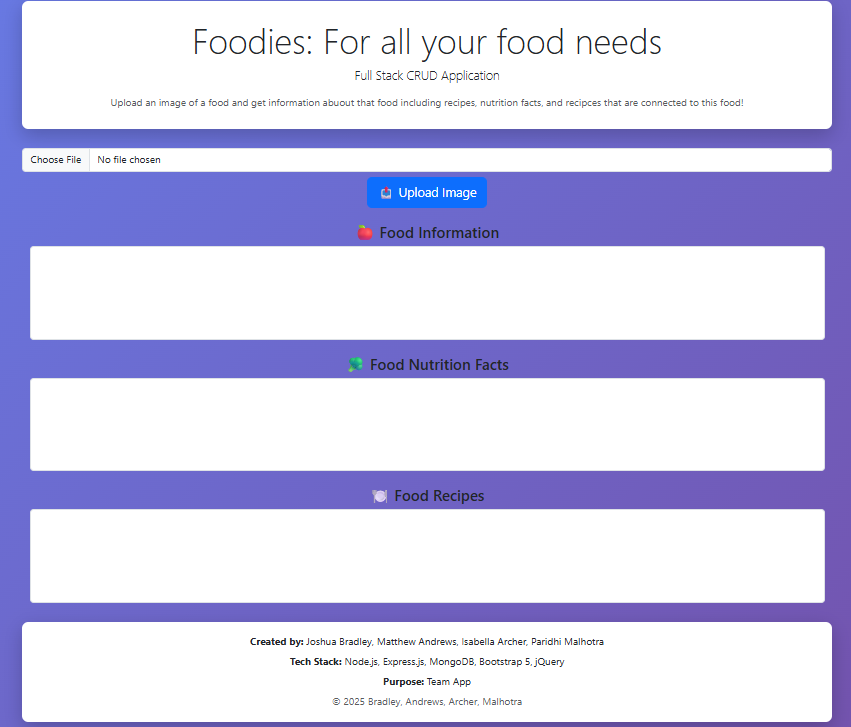 Foodies: For all your food needs
Full Stack CRUD Application
Upload an image of a food and get information abuout that food including recipes, nutrition facts, and recipces that are connected to this food!
Choose File No file chosen
📤 Upload Image
🍎 Food Information
🥦 Food Nutrition Facts
🍽️ Food Recipes
Created by: Joshua Bradley, Matthew Andrews, Isabella Archer, Paridhi Malhotra
Tech Stack: Node.js, Express.js, MongoDB, Bootstrap 5, jQuery
Purpose: Team App
© 2025 Bradley, Andrews, Archer, Malhotra